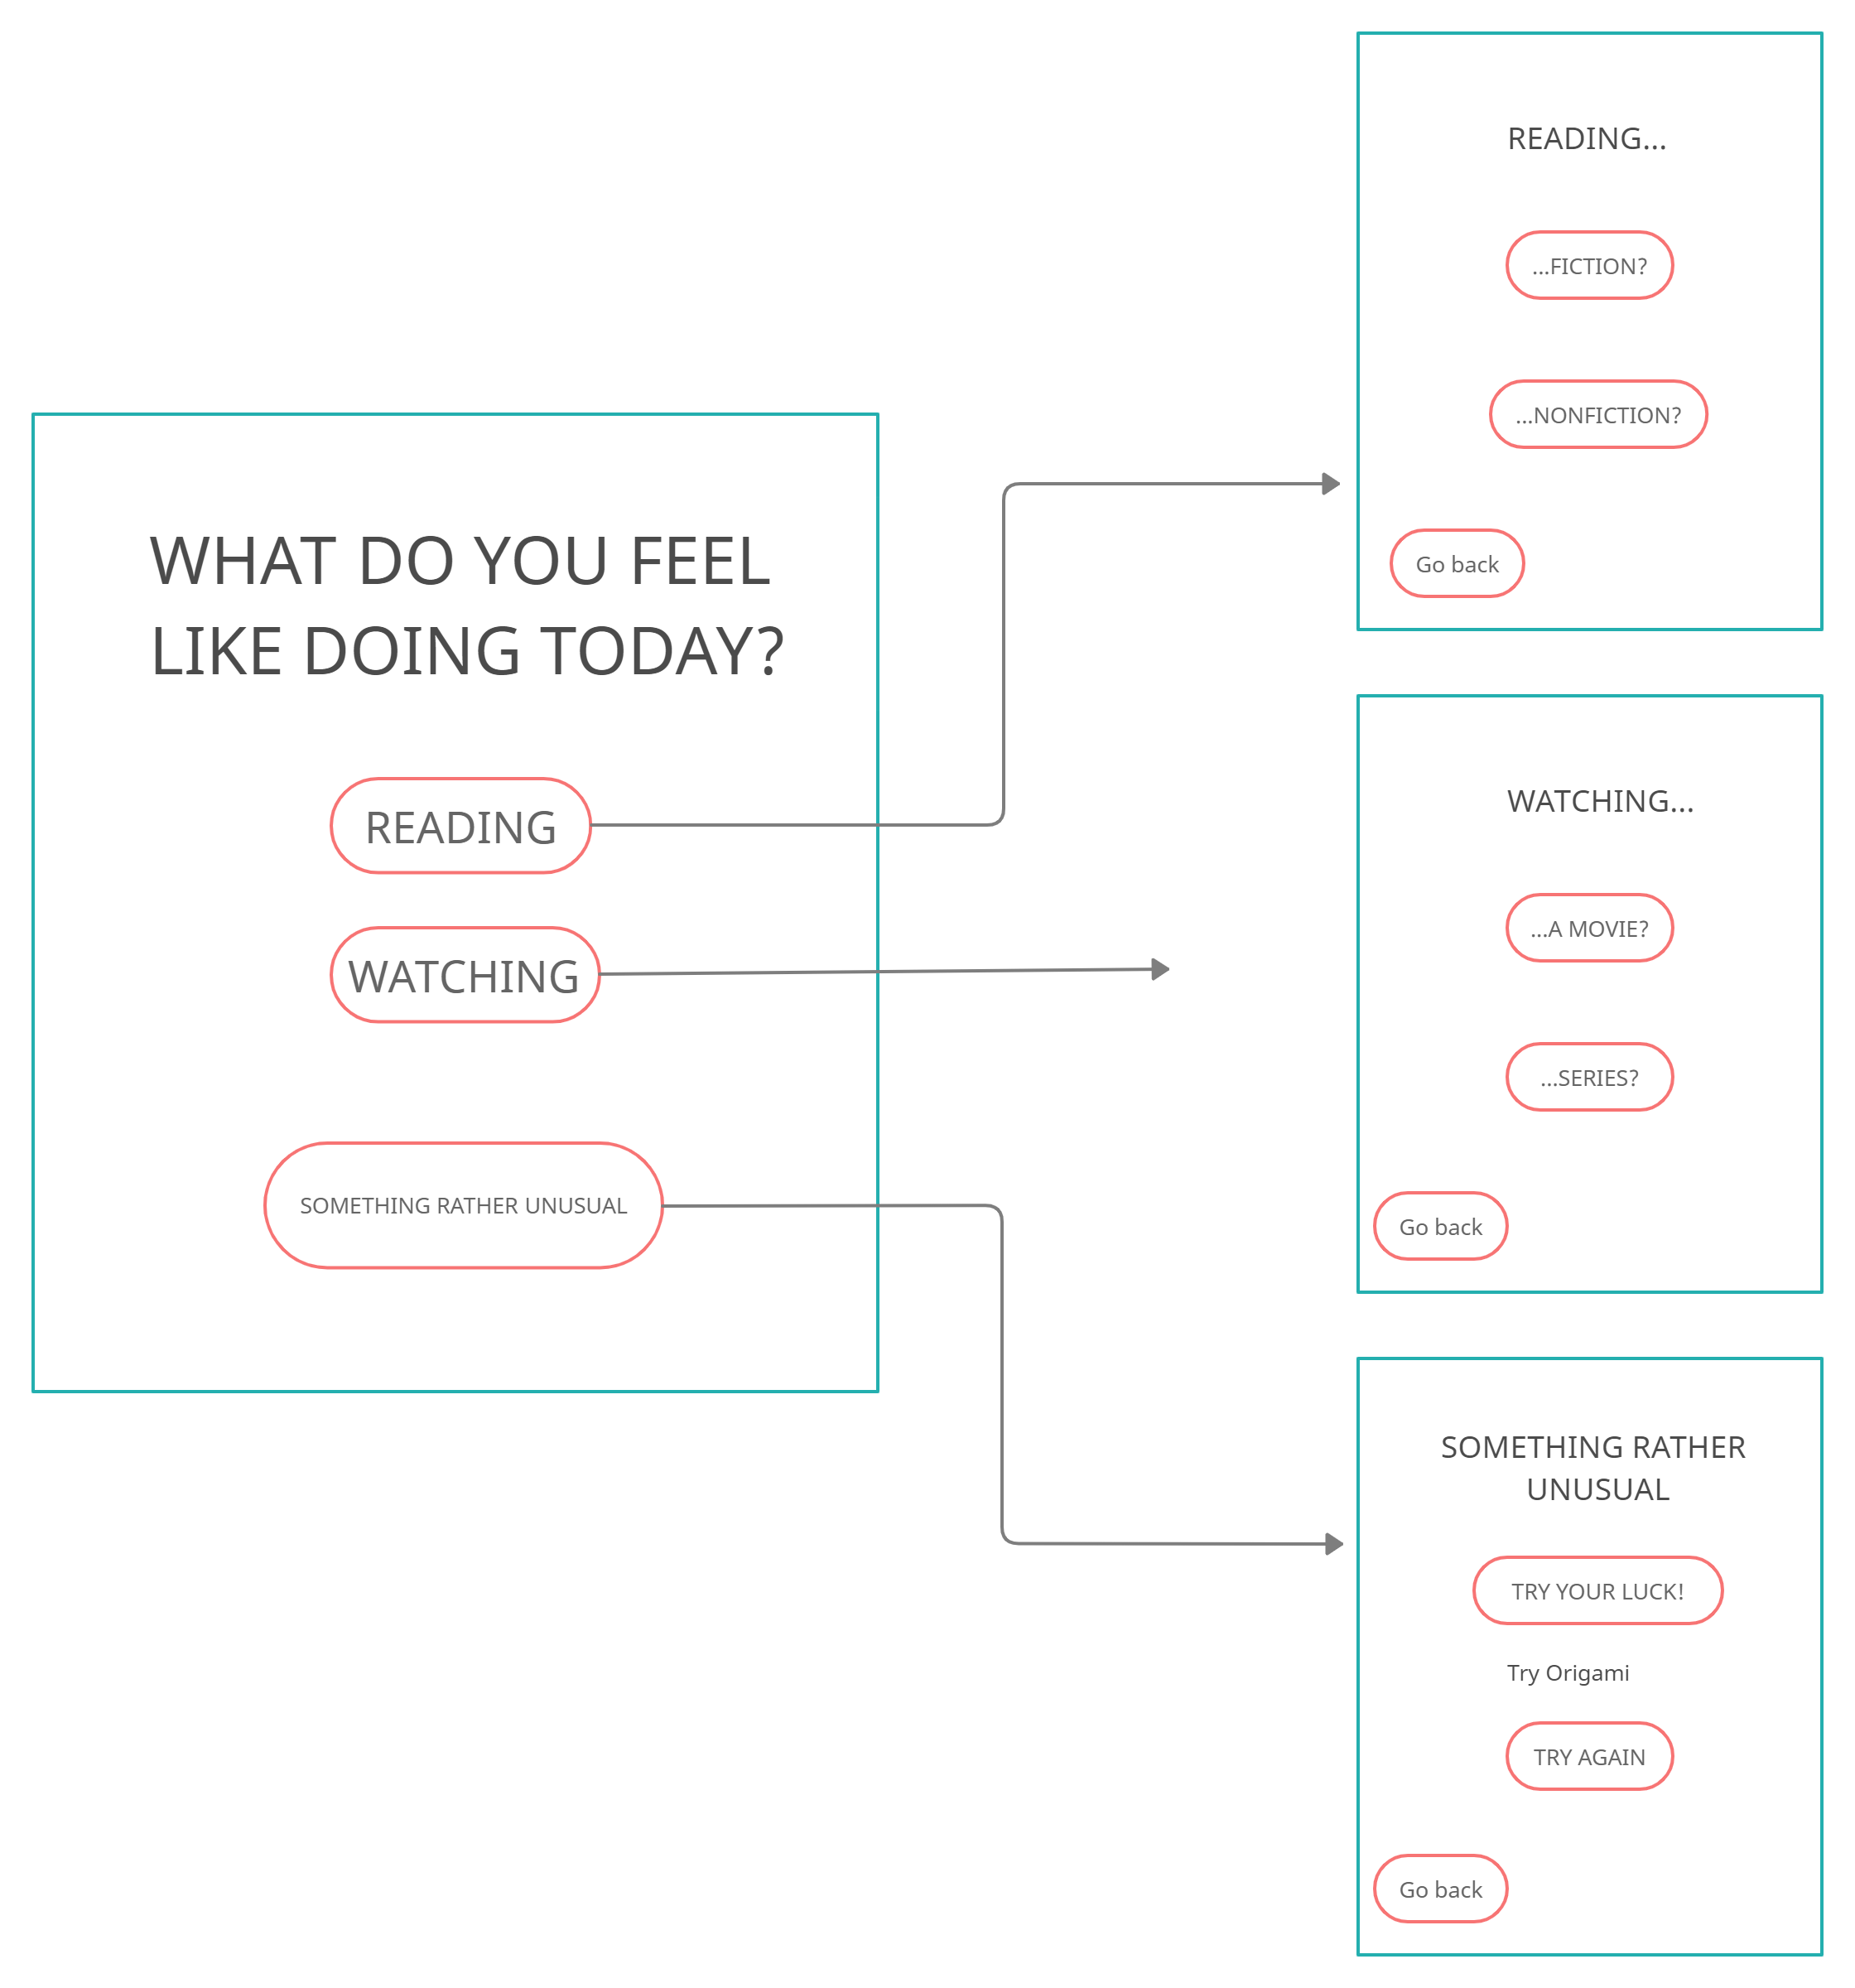 WHAT DO YOU FEEL
LIKE DOING TODAY?
READING
WATCHING
SOMETHING RATHER UNUSUAL
READING...
...FICTION?
...NONFICTION?
Go back
WATCHING...
...A MOVIE?
...SERIES?
Go back
SOMETHING RATHER
UNUSUAL
TRY YOUR LUCK!
Try Origami
TRY AGAIN
Go back